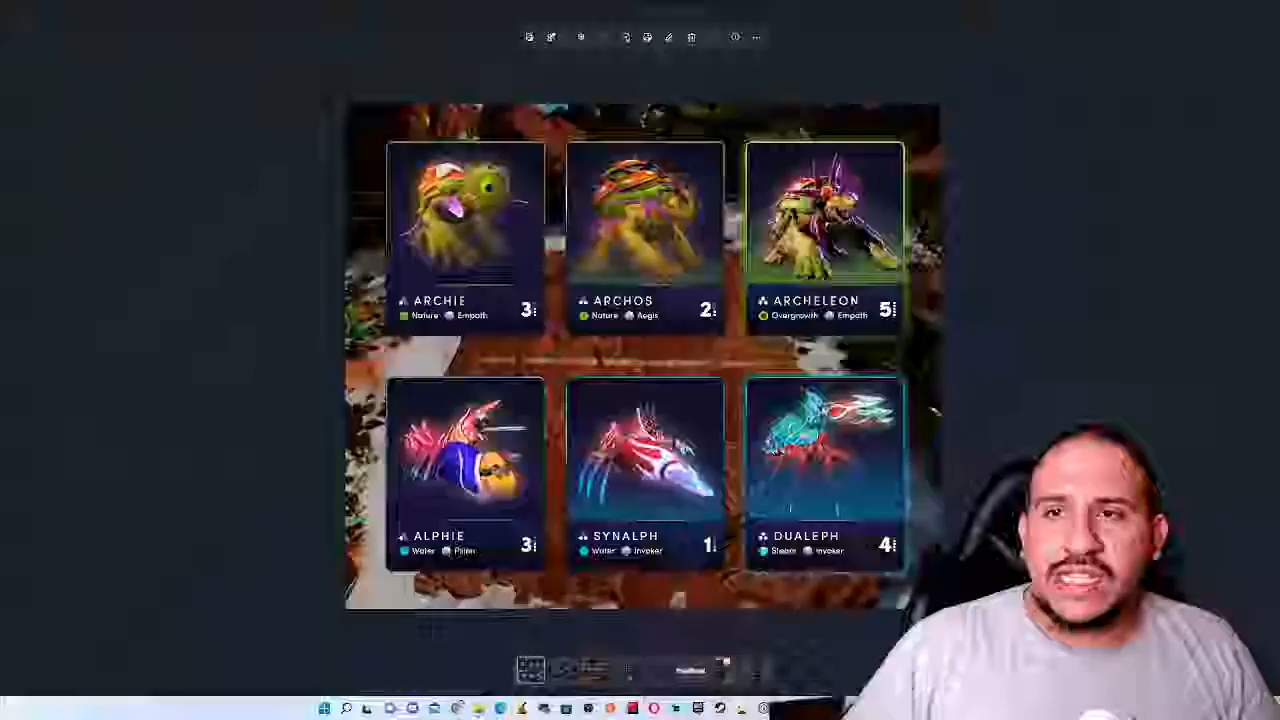 ARCHIE
Nature Empath
3
ARCHOS
Nature Aegis
2
ARCHELEON
Overgrowth Empath
5
ALPHIE
Water
3
SYNALPH
Water Invoker
1
DUALEPH
Steam Invoker
4